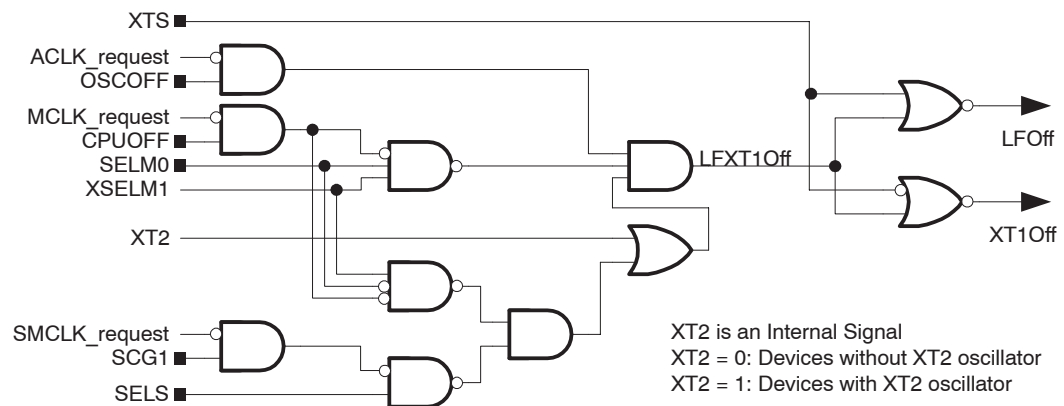 XTS
ACLK_request
OSCOFF
MCLK_request
CPUOFF
SELM0
XSELM1
LFXT1Off
LFOff
XT1Off
XT2
SMCLK_request
SCG1
SELS
XT2 is an Internal Signal
XT2 = 0: Devices without XT2 oscillator
XT2 = 1: Devices with XT2 oscillator